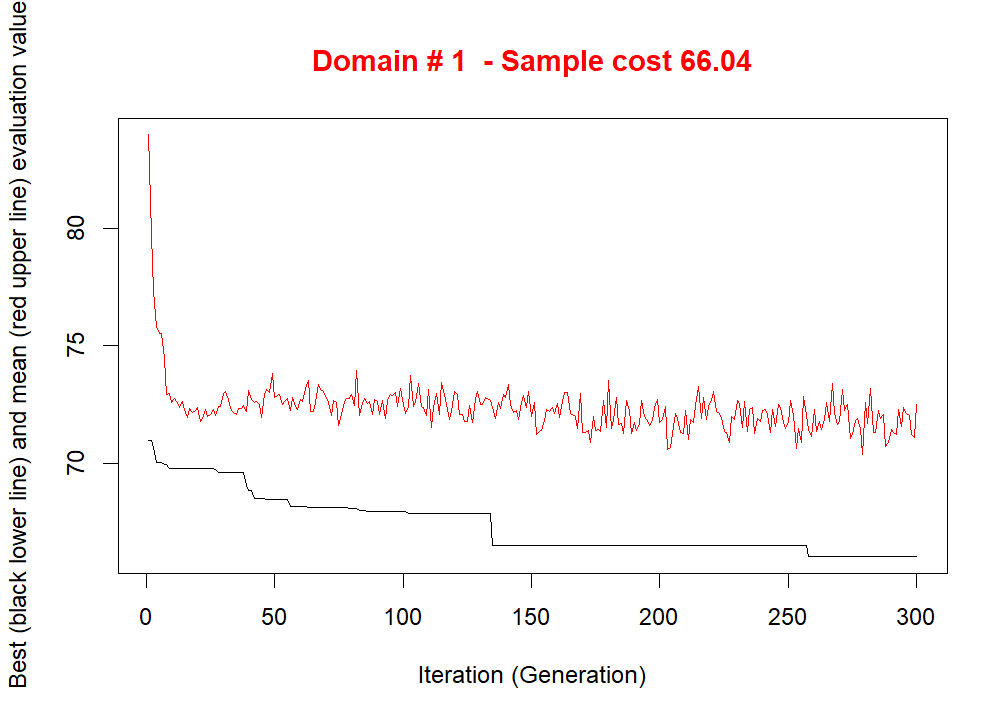 Domain # 1  - Sample cost 66.04
Best (black lower line) and mean (red upper line) evaluation value
80
75
70
0 50 100 150 200 250 300
Iteration (Generation)